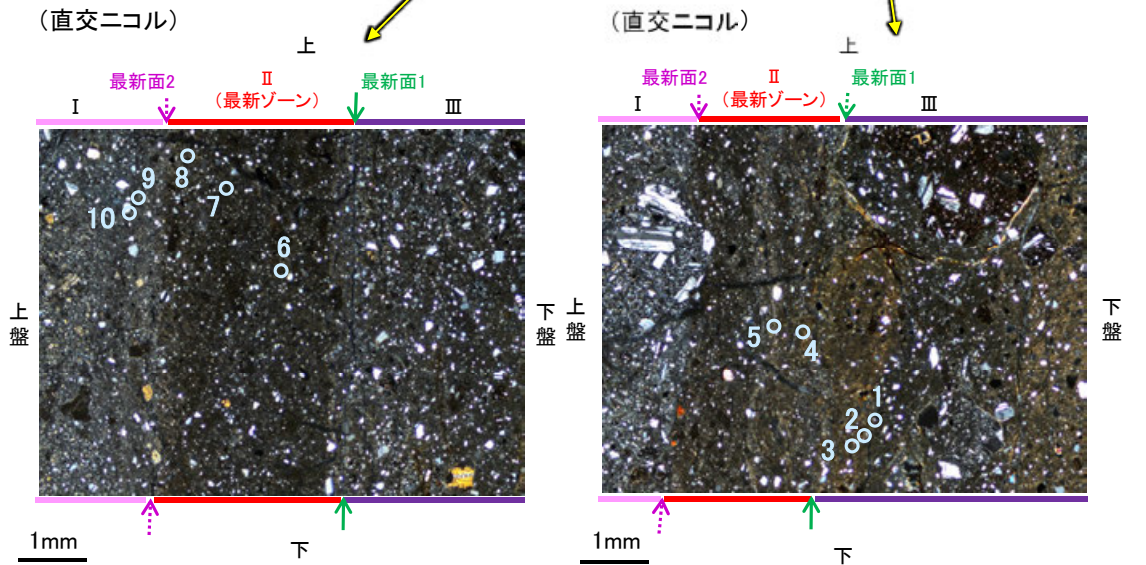 (直交ニコル)
上
最新面2
Ⅱ
(最新ゾーン)
最新面1
Ⅰ
Ⅲ
9
8
10
7
6
上盤
下盤
1mm
下
(直交ニコル)
上
最新面2
Ⅱ
(最新ゾーン)
最新面1
Ⅰ
Ⅲ
5
4
1
2
3
上盤
下盤
1mm
下